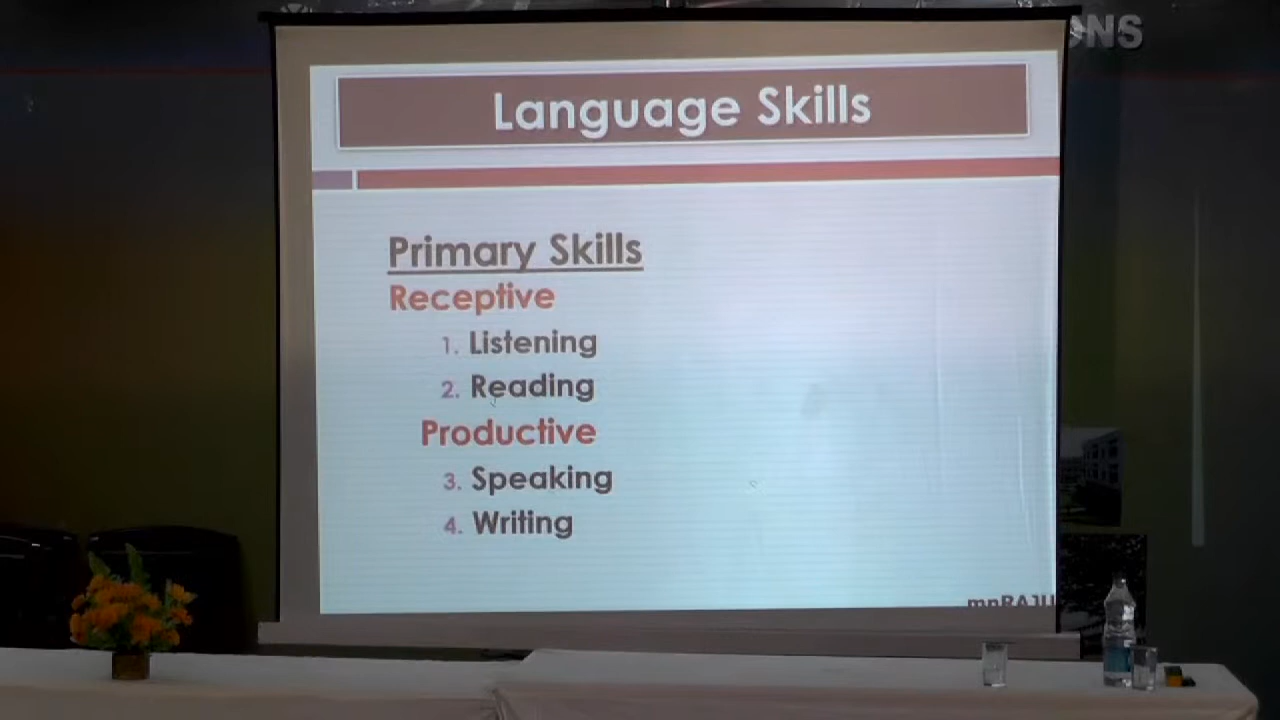 Language Skills
Primary Skills
Receptive
1. Listening
2. Reading
Productive
3. Speaking
4. Writing